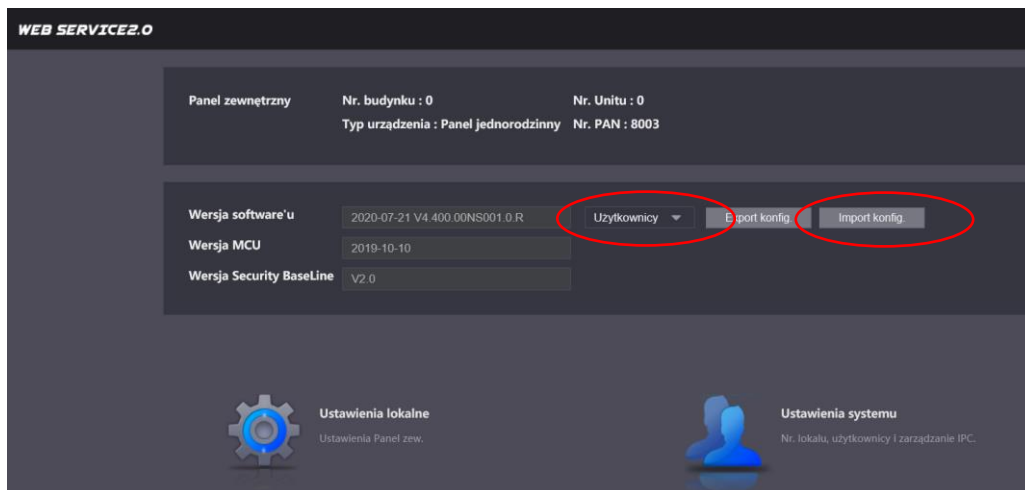 WEB SERVICE2.0
Panel zewnętrzny Nr. budynku : 0 Nr. Unitu : 0
Typ urządzenia : Panel jednorodzinny Nr. PAN : 8003
Wersja software'u 2020-07-21 V4.400.00NS001.0.R Użytkownicy Export konfig. Import konfig.
Wersja MCU 2019-10-10
Wersja Security BaseLine V2.0
Ustawienia lokalne Ustawienia systemu
Ustawienia Panel zew. Nr. lokalu, użytkownicy i zarządzanie IPC.